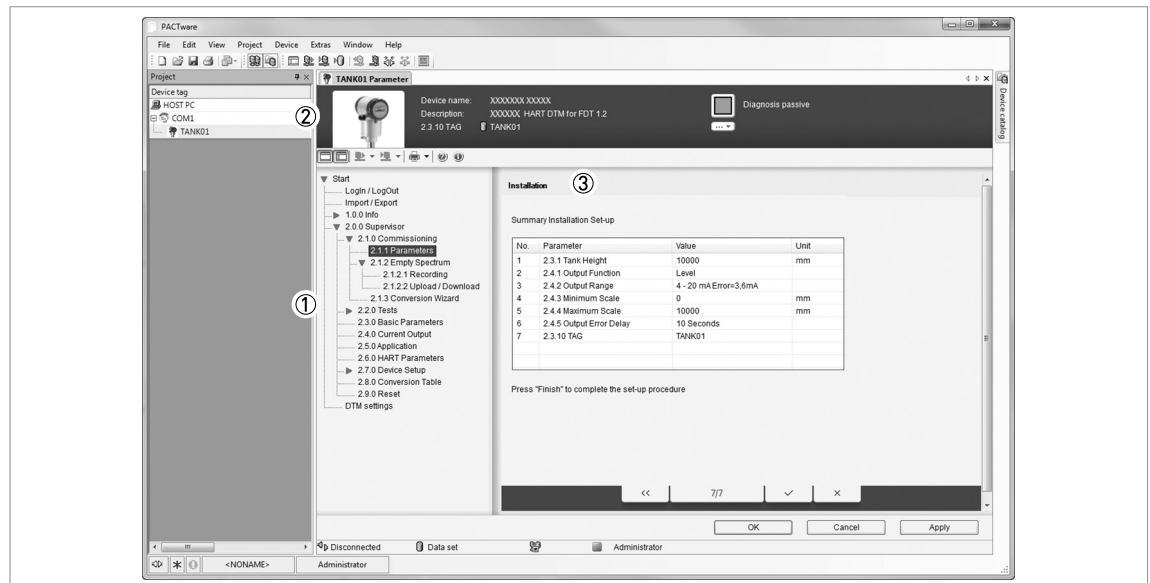 PACTware
File Edit View Project Device Extras Window Help
Project
Device tag
HOST PC
COM1
TANK01
②
TANK01 Parameter
Device name: XXXXXXX XXXXX
Description: XXXXXX, HART DTM for FDT 1.2
2.3.10 TAG TANK01
Diagnosis passive
Device catalog
①
Start
Login / LogOut
Import / Export
1.0.0 Info
2.0.0 Supervisor
2.1.0 Commissioning
2.1.1 Parameters
2.1.2 Empty Spectrum
2.1.2.1 Recording
2.1.2.2 Upload / Download
2.1.3 Conversion Wizard
2.2.0 Tests
2.3.0 Basic Parameters
2.4.0 Current Output
2.5.0 Application
2.6.0 HART Parameters
2.7.0 Device Setup
2.8.0 Conversion Table
2.9.0 Reset
DTM settings
Installation ③
Summary Installation Set-up
No. Parameter Value Unit
1 2.3.1 Tank Height 10000 mm
2 2.4.1 Output Function Level
3 2.4.2 Output Range 4 - 20 mA Error=3,6mA
4 2.4.3 Minimum Scale 0 mm
5 2.4.4 Maximum Scale 10000 mm
6 2.4.5 Output Error Delay 10 Seconds
7 2.3.10 TAG TANK01
Press "Finish" to complete the set-up procedure
<< 7/7
OK Cancel Apply
Disconnected Data set Administrator
<NONAME> Administrator